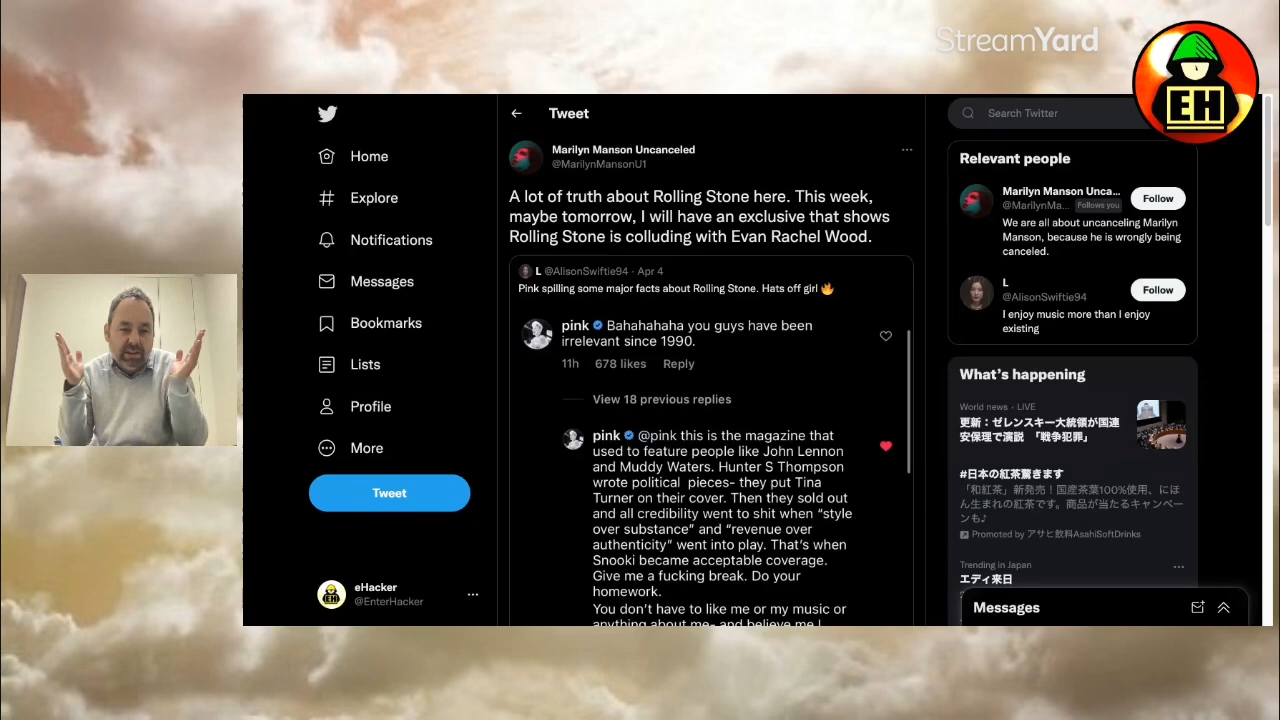 StreamYard
EH
Home
Explore
Notifications
Messages
Bookmarks
Lists
Profile
More
Tweet
eHacker
@EnterHacker
Tweet
Marilyn Manson Uncanceled
@MarilynMansonU1
A lot of truth about Rolling Stone here. This week,
maybe tomorrow, I will have an exclusive that shows
Rolling Stone is colluding with Evan Rachel Wood.
L @AlisonSwiftie94 · Apr 4
Pink spilling some major facts about Rolling Stone. Hats off girl 🔥
pink Bahahahaha you guys have been
irrelevant since 1990.
11h 678 likes Reply
View 18 previous replies
pink @pink this is the magazine that
used to feature people like John Lennon
and Muddy Waters. Hunter S Thompson
wrote political pieces- they put Tina
Turner on their cover. Then they sold out
and all credibility went to shit when “style
over substance” and “revenue over
authenticity” went into play. That’s when
Snooki became acceptable coverage.
Give me a fucking break. Do your
homework.
You don’t have to like me or my music or
anything about me- and believe me I
Search Twitter
Relevant people
Marilyn Manson Unca...
@MarilynMa... Follows you
Follow
We are all about uncanceling Marilyn
Manson, because he is wrongly being
canceled.
L
@AlisonSwiftie94
Follow
I enjoy music more than I enjoy
existing
What’s happening
World news · LIVE
更新：ゼレンスキー大統領が国連
安保理で演説 「戦争犯罪」
#日本の紅茶驚きます
「和紅茶」新発売！国産茶葉100%使用、にほ
ん生まれの紅茶です。商品が当たるキャンペー
ンも♪
Promoted by アサヒ飲料AsahiSoftDrinks
Trending in Japan
エディ来日
Messages